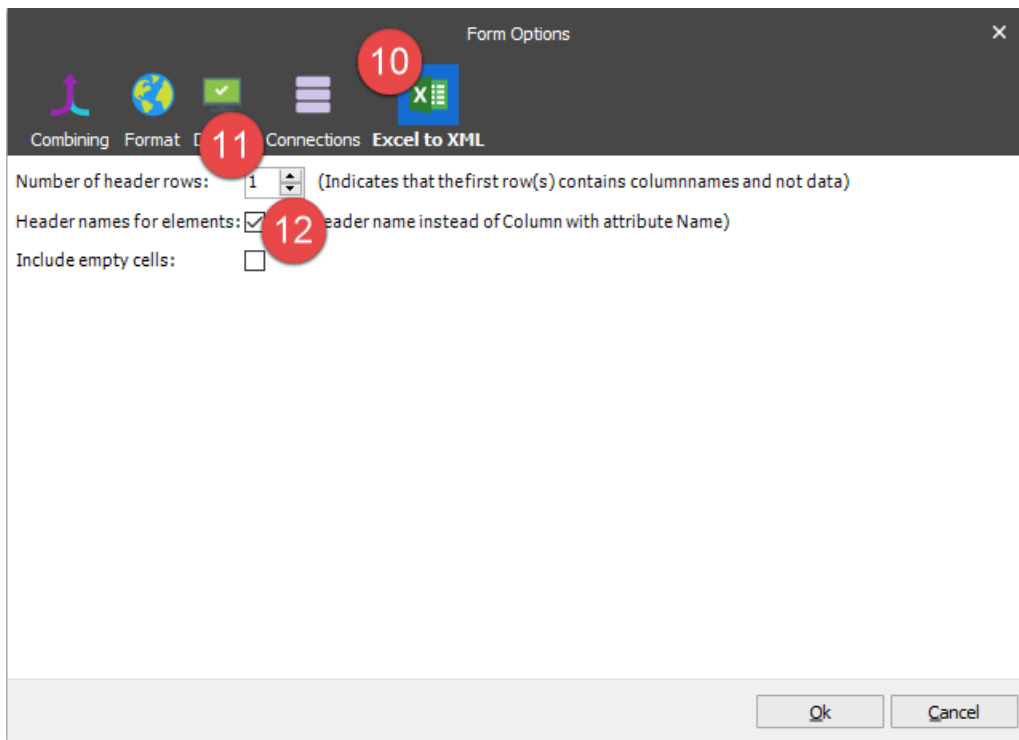 Form Options
10
Combining Format Connections Excel to XML
11
Number of header rows: 1 (Indicates that thefirst row(s) contains columnnames and not data)
Header names for elements: name instead of Column with attribute Name)
12
Include empty cells:
Ok Cancel